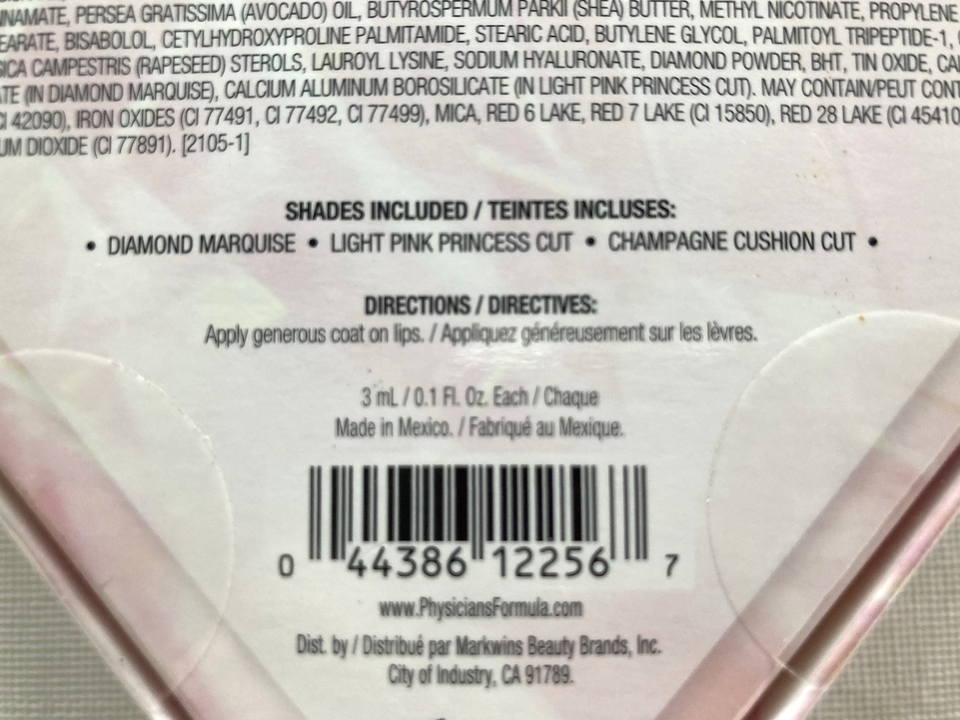 NNAMATE, PERSEA GRATISSIMA (AVOCADO) OIL, BUTYROSPERMUM PARKII (SHEA) BUTTER, METHYL NICOTINATE, PROPYLENE
EARATE, BISABOLOL, CETYLHYDROXYPROLINE PALMITAMIDE, STEARIC ACID, BUTYLENE GLYCOL, PALMITOYL TRIPEPTIDE-1,
SICA CAMPESTRIS (RAPESEED) STEROLS, LAUROYL LYSINE, SODIUM HYALURONATE, DIAMOND POWDER, BHT, TIN OXIDE, CAL
ATE (IN DIAMOND MARQUISE), CALCIUM ALUMINUM BOROSILICATE (IN LIGHT PINK PRINCESS CUT). MAY CONTAIN/PEUT CONT
CI 42090), IRON OXIDES (CI 77491, CI 77492, CI 77499), MICA, RED 6 LAKE, RED 7 LAKE (CI 15850), RED 28 LAKE (CI 45410
UM DIOXIDE (CI 77891). [2105-1]
SHADES INCLUDED / TEINTES INCLUSES:
• DIAMOND MARQUISE • LIGHT PINK PRINCESS CUT • CHAMPAGNE CUSHION CUT •
DIRECTIONS / DIRECTIVES:
Apply generous coat on lips. / Appliquez généreusement sur les lèvres.
3 mL / 0.1 Fl. Oz. Each / Chaque
Made in Mexico. / Fabriqué au Mexique.
0 44386 12256 7
www.PhysiciansFormula.com
Dist. by / Distribué par Markwins Beauty Brands, Inc.
City of Industry, CA 91789.